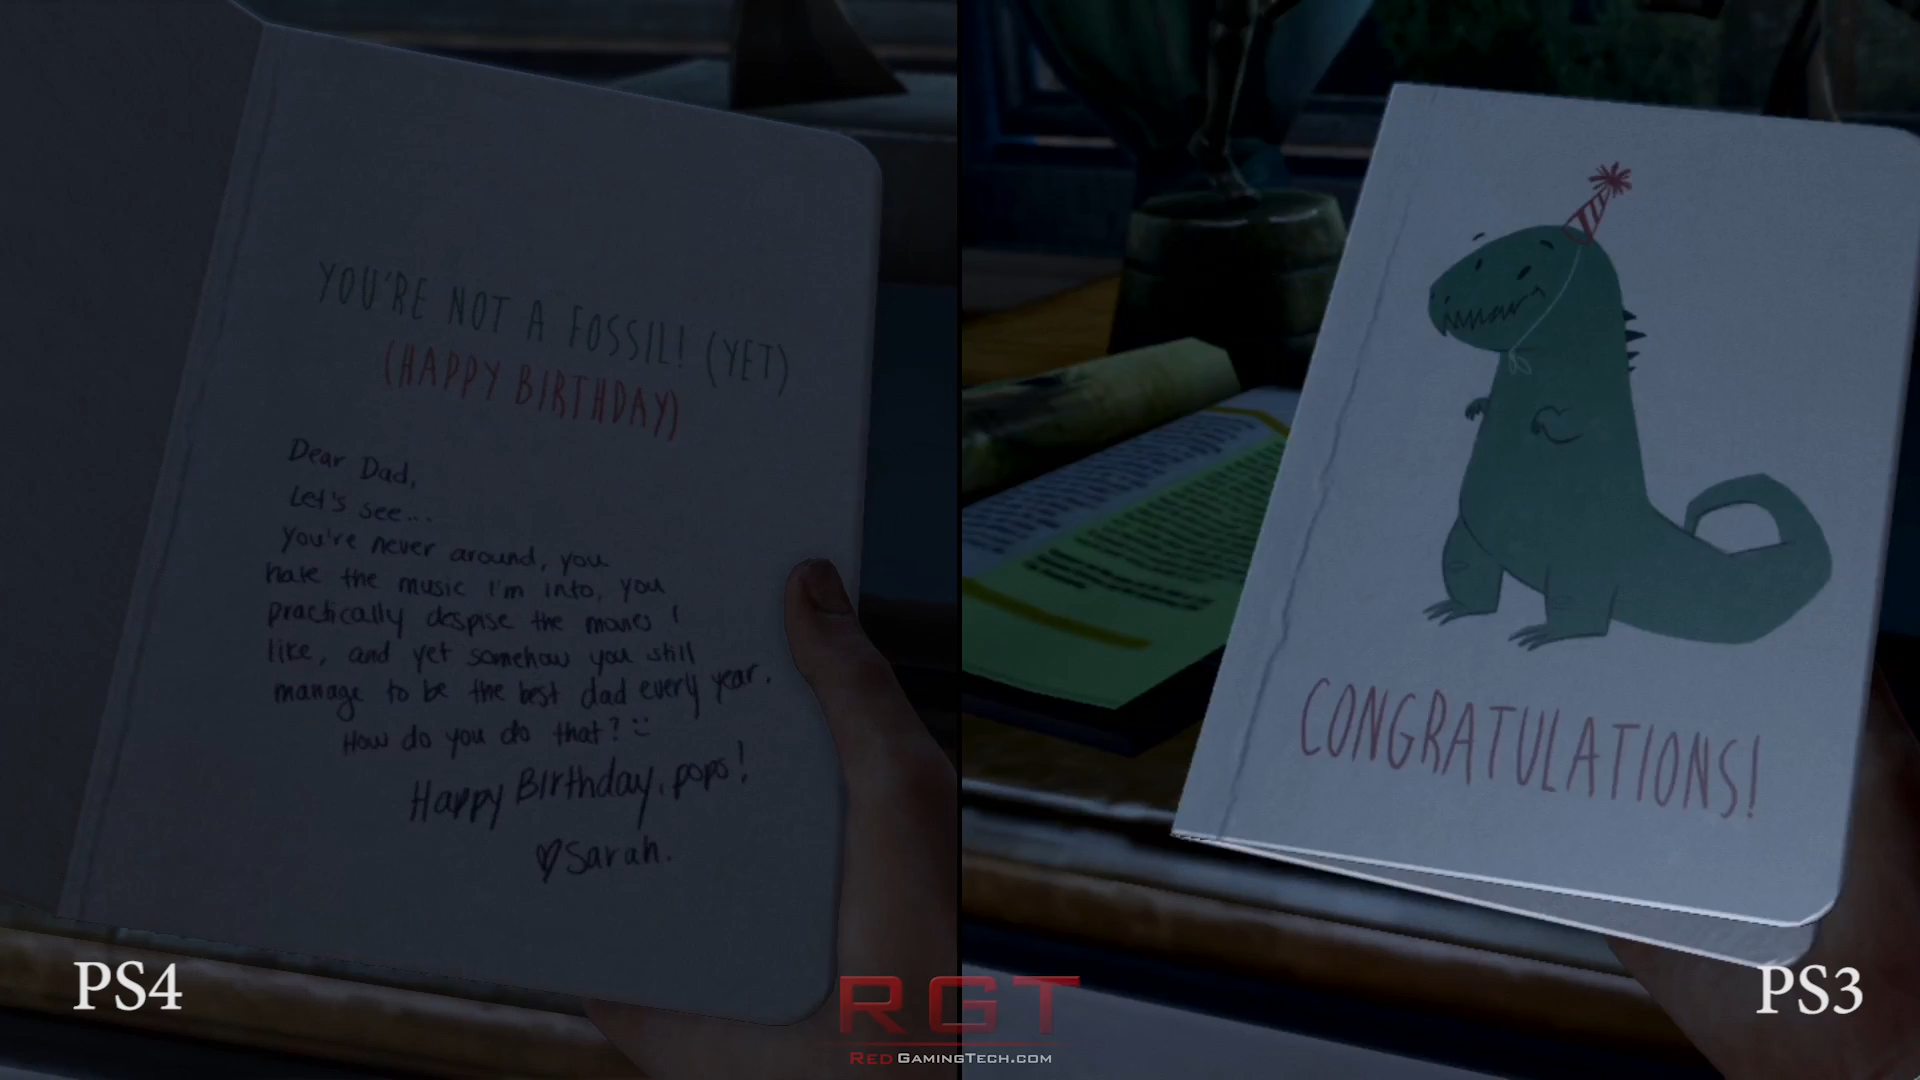 YOU'RE NOT A FOSSIL! (YET)
(HAPPY BIRTHDAY)
Dear Dad,
Let's see...
you're never around, you
hate the music I'm into, you
practically despise the movies I
like, and yet somehow you still
manage to be the best dad every year.
How do you do that? :)
Happy Birthday, pops!
♥Sarah.
CONGRATULATIONS!
PS4
PS3
RGT
REDGAMINGTECH.COM